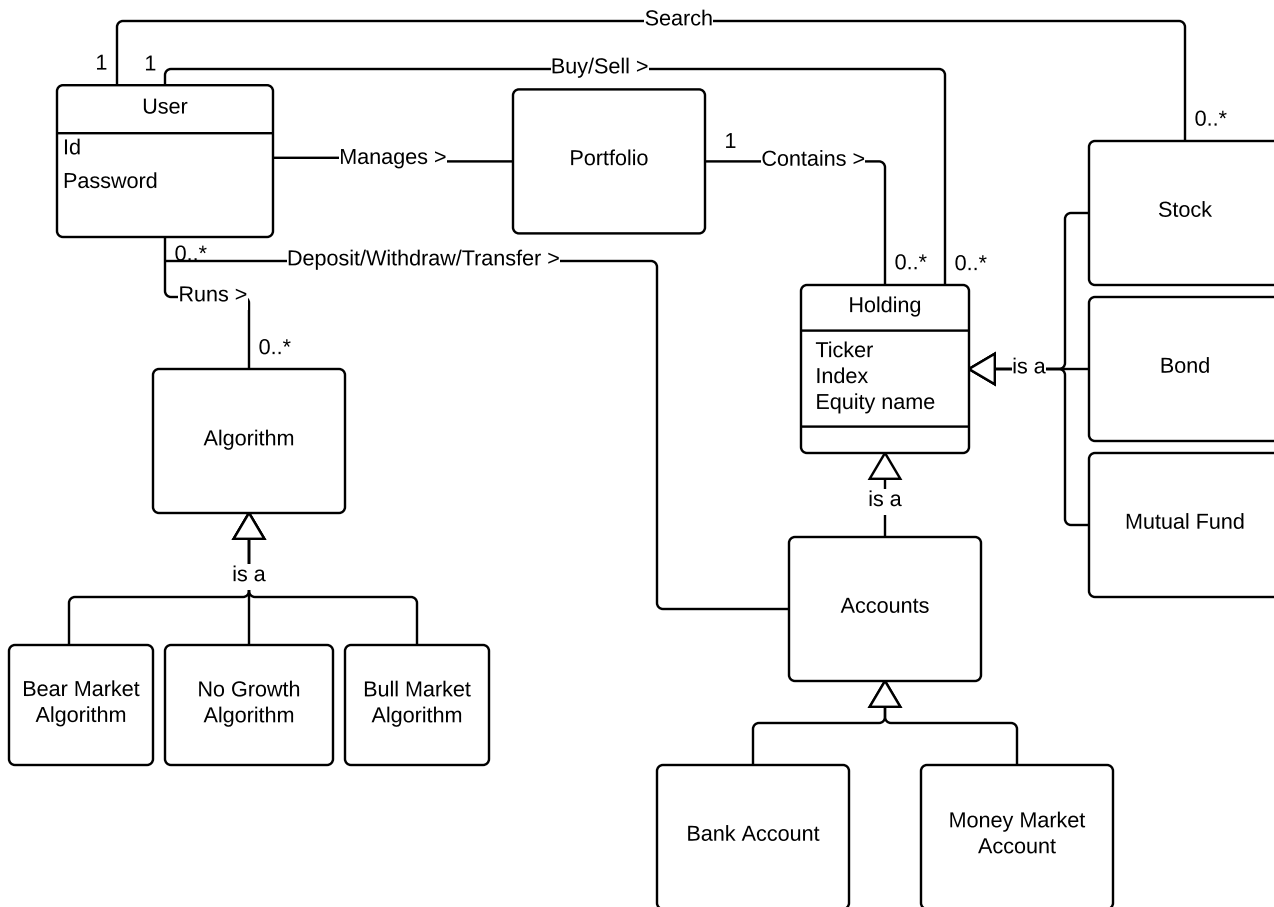 Search
1
1
Buy/Sell >
User
Id
Password
Manages >
Portfolio
1
Contains >
0..*
Stock
0..*
Deposit/Withdraw/Transfer >
Runs >
0..*
0..*
0..*
Holding
Ticker
Index
Equity name
is a
Bond
Algorithm
is a
Mutual Fund
is a
Accounts
Bear Market
Algorithm
No Growth
Algorithm
Bull Market
Algorithm
Bank Account
Money Market
Account